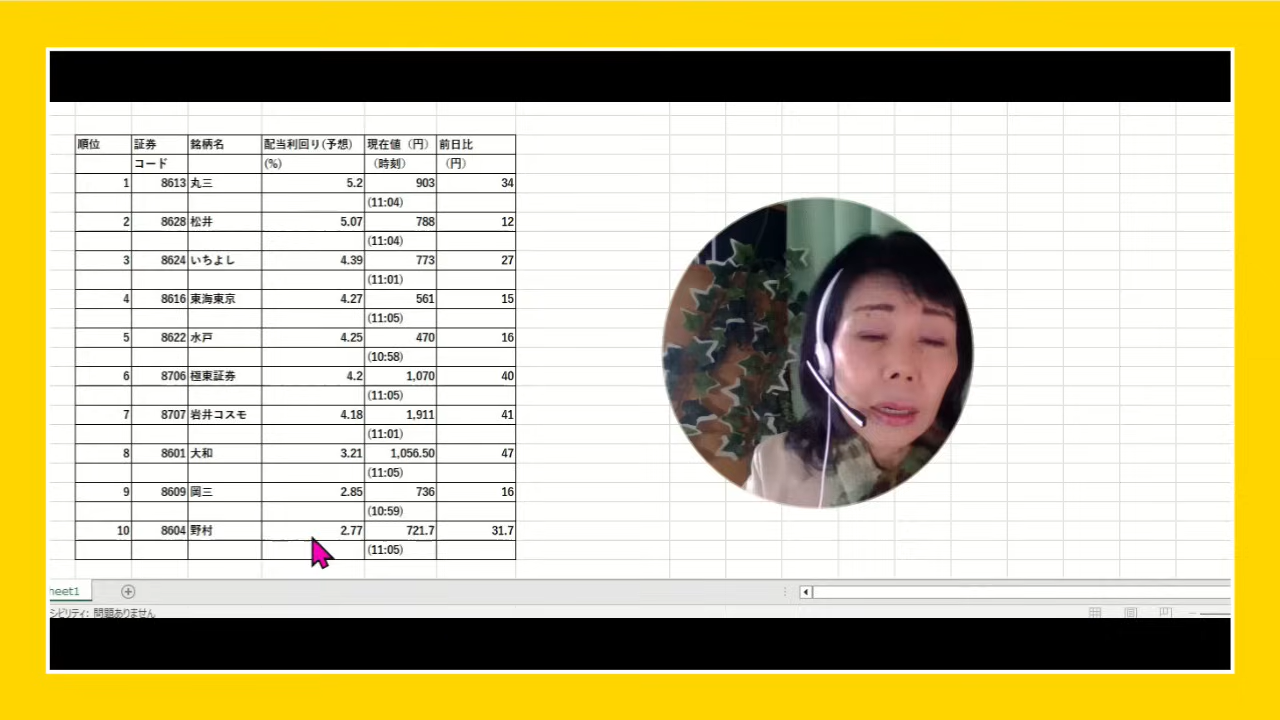 順位 証券 銘柄名 配当利回り(予想) 現在値（円） 前日比
コード (%) （時刻） （円）
1 8613 丸三 5.2 903 34
(11:04)
2 8628 松井 5.07 788 12
(11:04)
3 8624 いちよし 4.39 773 27
(11:01)
4 8616 東海東京 4.27 561 15
(11:05)
5 8622 水戸 4.25 470 16
(10:58)
6 8706 極東証券 4.2 1,070 40
(11:05)
7 8707 岩井コスモ 4.18 1,911 41
(11:01)
8 8601 大和 3.21 1,056.50 47
(11:05)
9 8609 岡三 2.85 736 16
(10:59)
10 8604 野村 2.77 721.7 31.7
(11:05)
heet1
シビリティ: 問題ありません